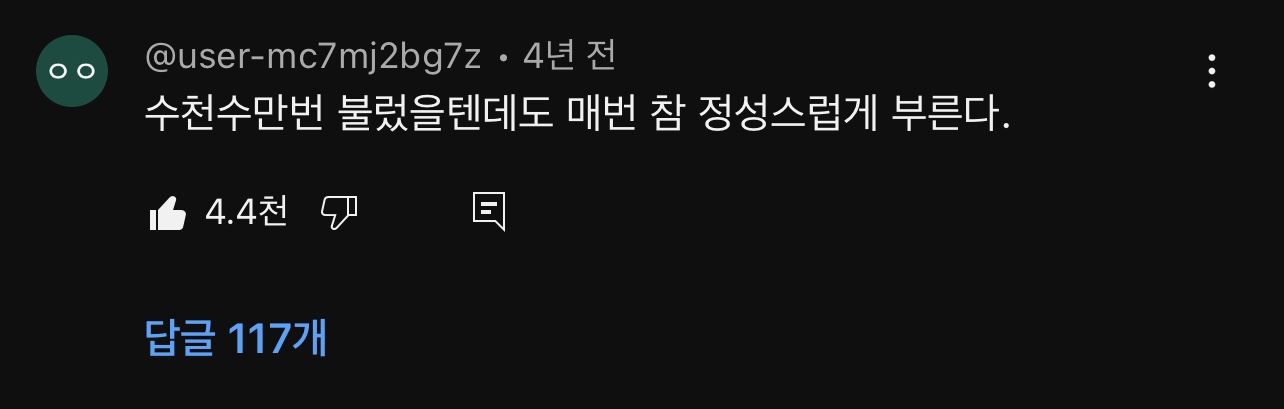 @user-mc7mj2bg7z • 4년 전
수천수만번 불렀을텐데도 매번 참 정성스럽게 부른다.
4.4천
답글 117개